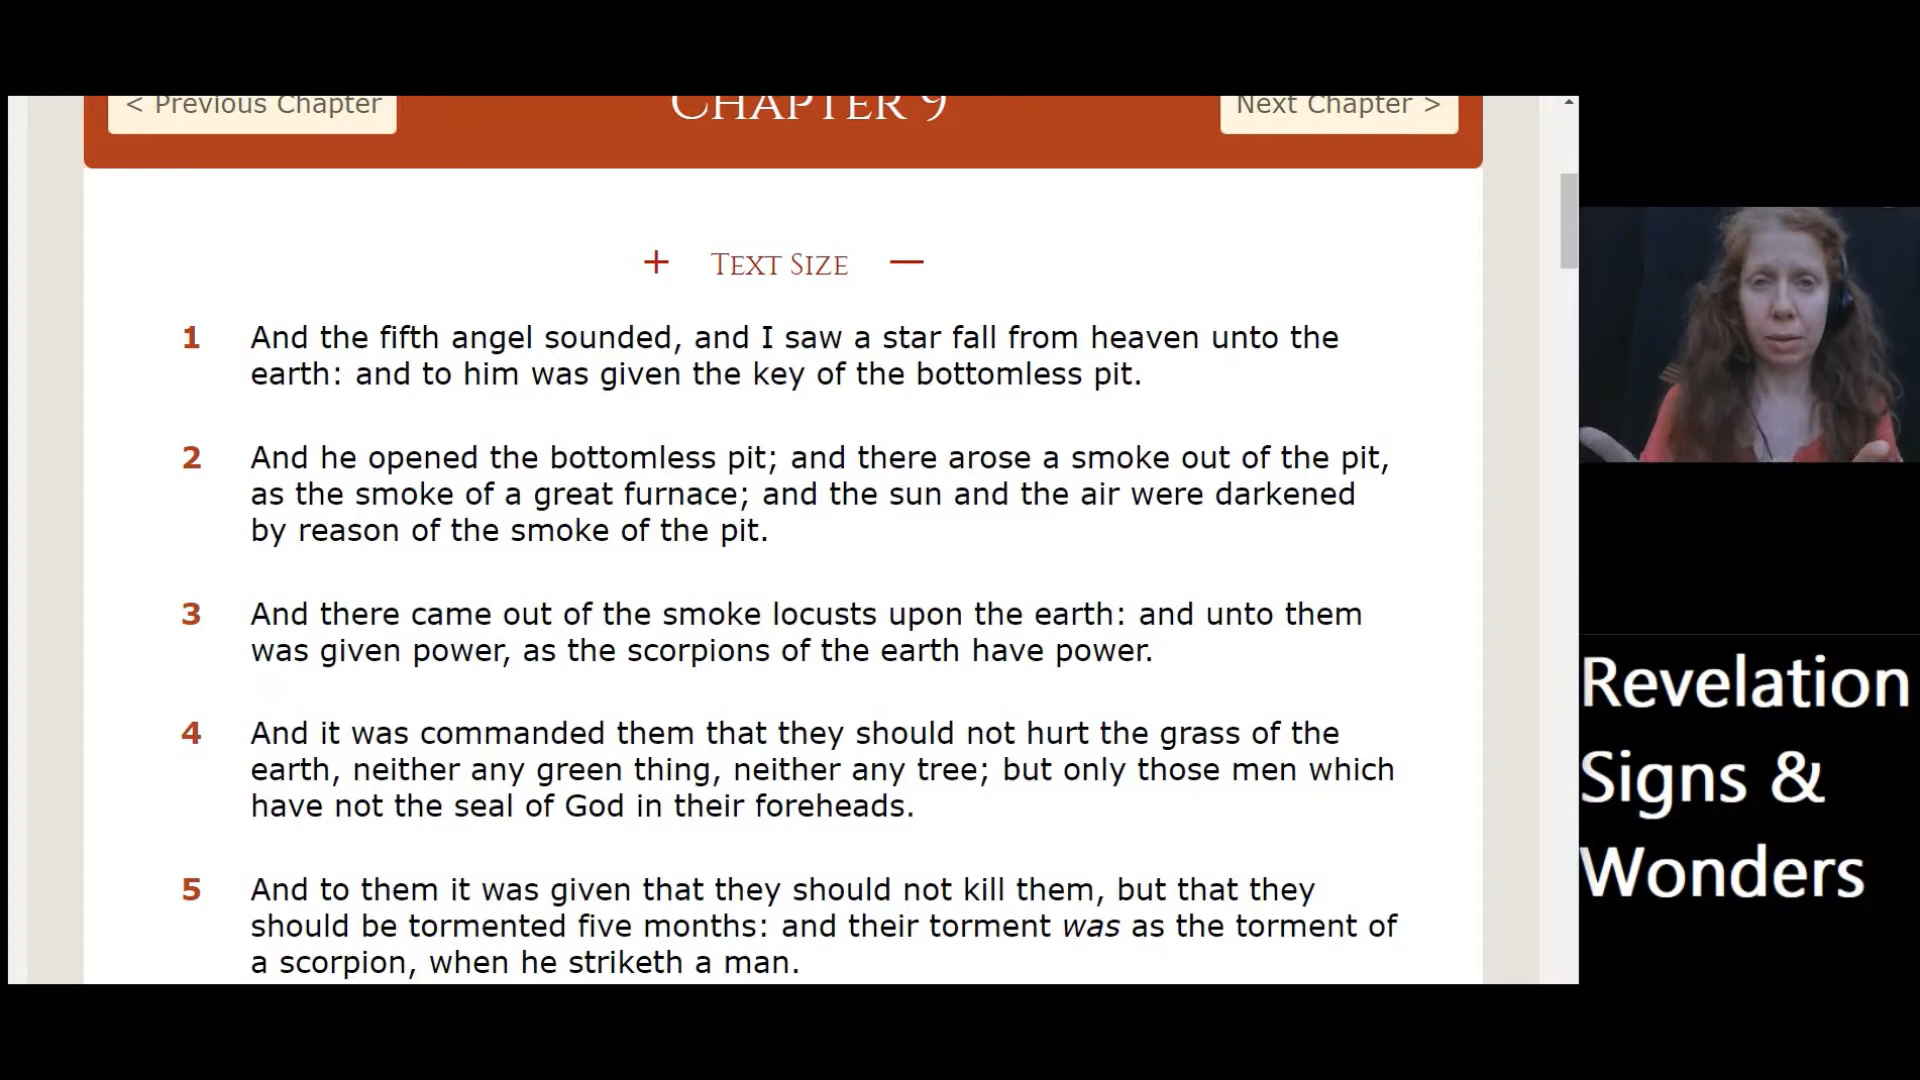 < Previous Chapter
Chapter 9
Next Chapter >
+ Text Size —
1 And the fifth angel sounded, and I saw a star fall from heaven unto the
earth: and to him was given the key of the bottomless pit.
2 And he opened the bottomless pit; and there arose a smoke out of the pit,
as the smoke of a great furnace; and the sun and the air were darkened
by reason of the smoke of the pit.
3 And there came out of the smoke locusts upon the earth: and unto them
was given power, as the scorpions of the earth have power.
4 And it was commanded them that they should not hurt the grass of the
earth, neither any green thing, neither any tree; but only those men which
have not the seal of God in their foreheads.
5 And to them it was given that they should not kill them, but that they
should be tormented five months: and their torment was as the torment of
a scorpion, when he striketh a man.
Revelation
Signs &
Wonders